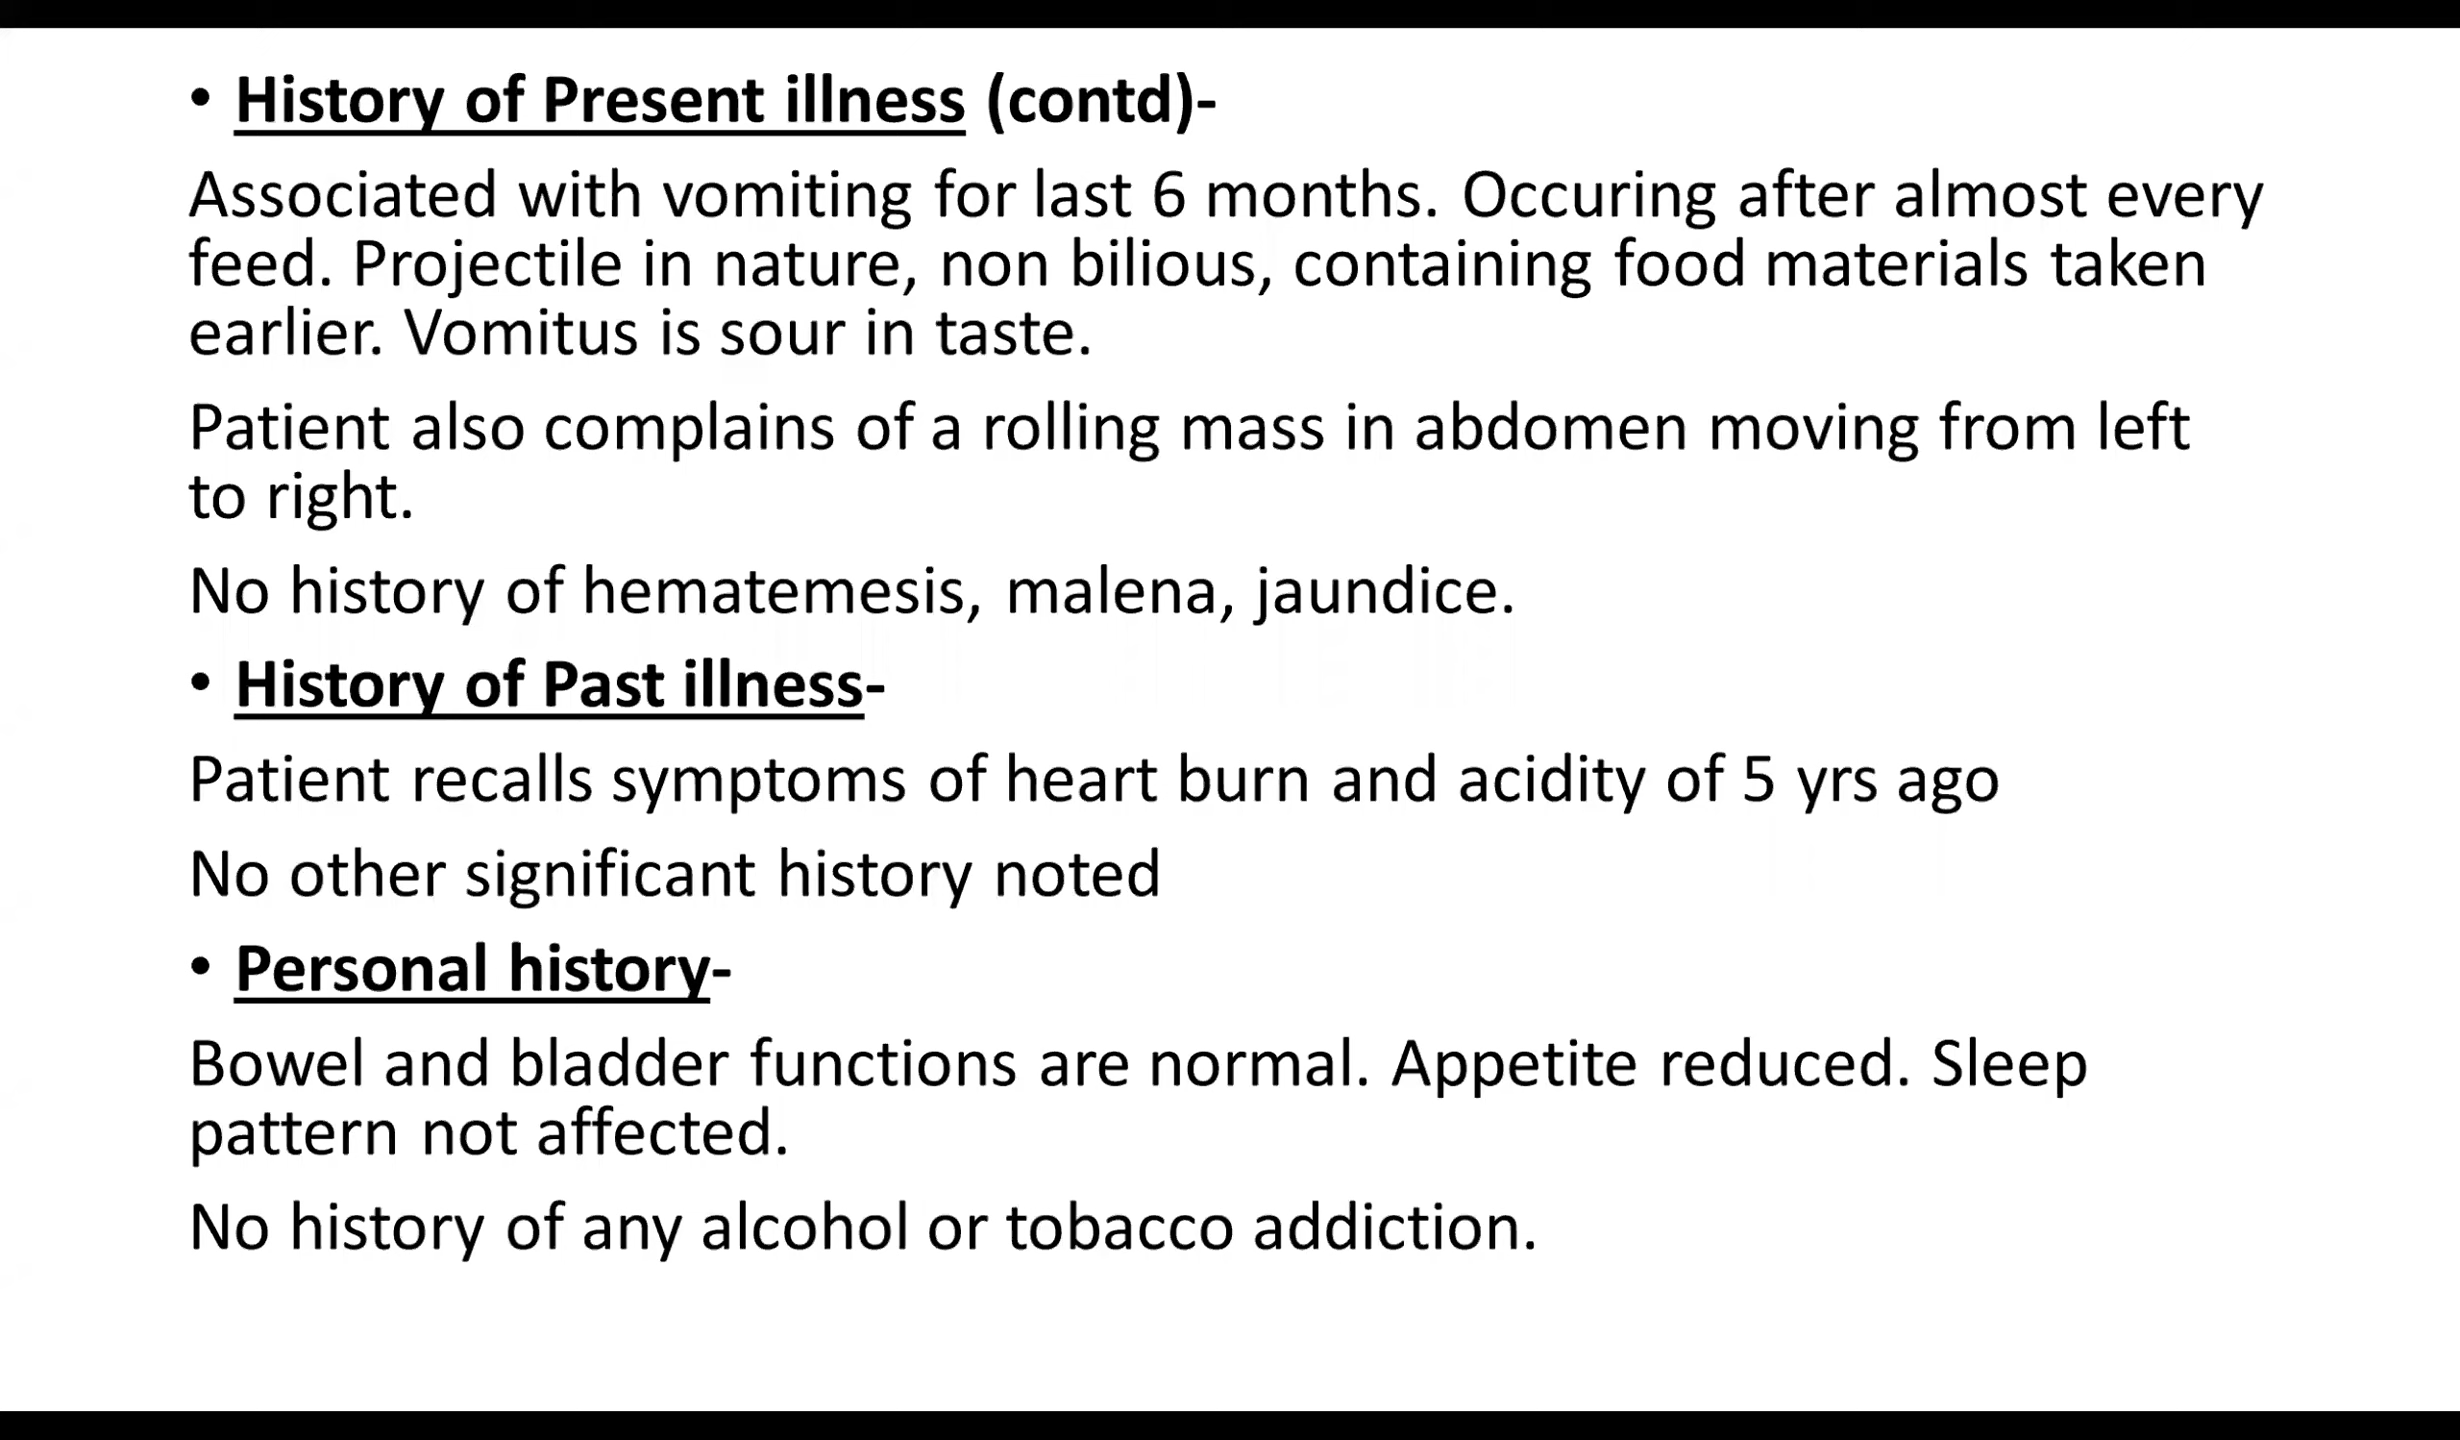 • History of Present illness (contd)-
Associated with vomiting for last 6 months. Occuring after almost every
feed. Projectile in nature, non bilious, containing food materials taken
earlier. Vomitus is sour in taste.
Patient also complains of a rolling mass in abdomen moving from left
to right.
No history of hematemesis, malena, jaundice.
• History of Past illness-
Patient recalls symptoms of heart burn and acidity of 5 yrs ago
No other significant history noted
• Personal history-
Bowel and bladder functions are normal. Appetite reduced. Sleep
pattern not affected.
No history of any alcohol or tobacco addiction.